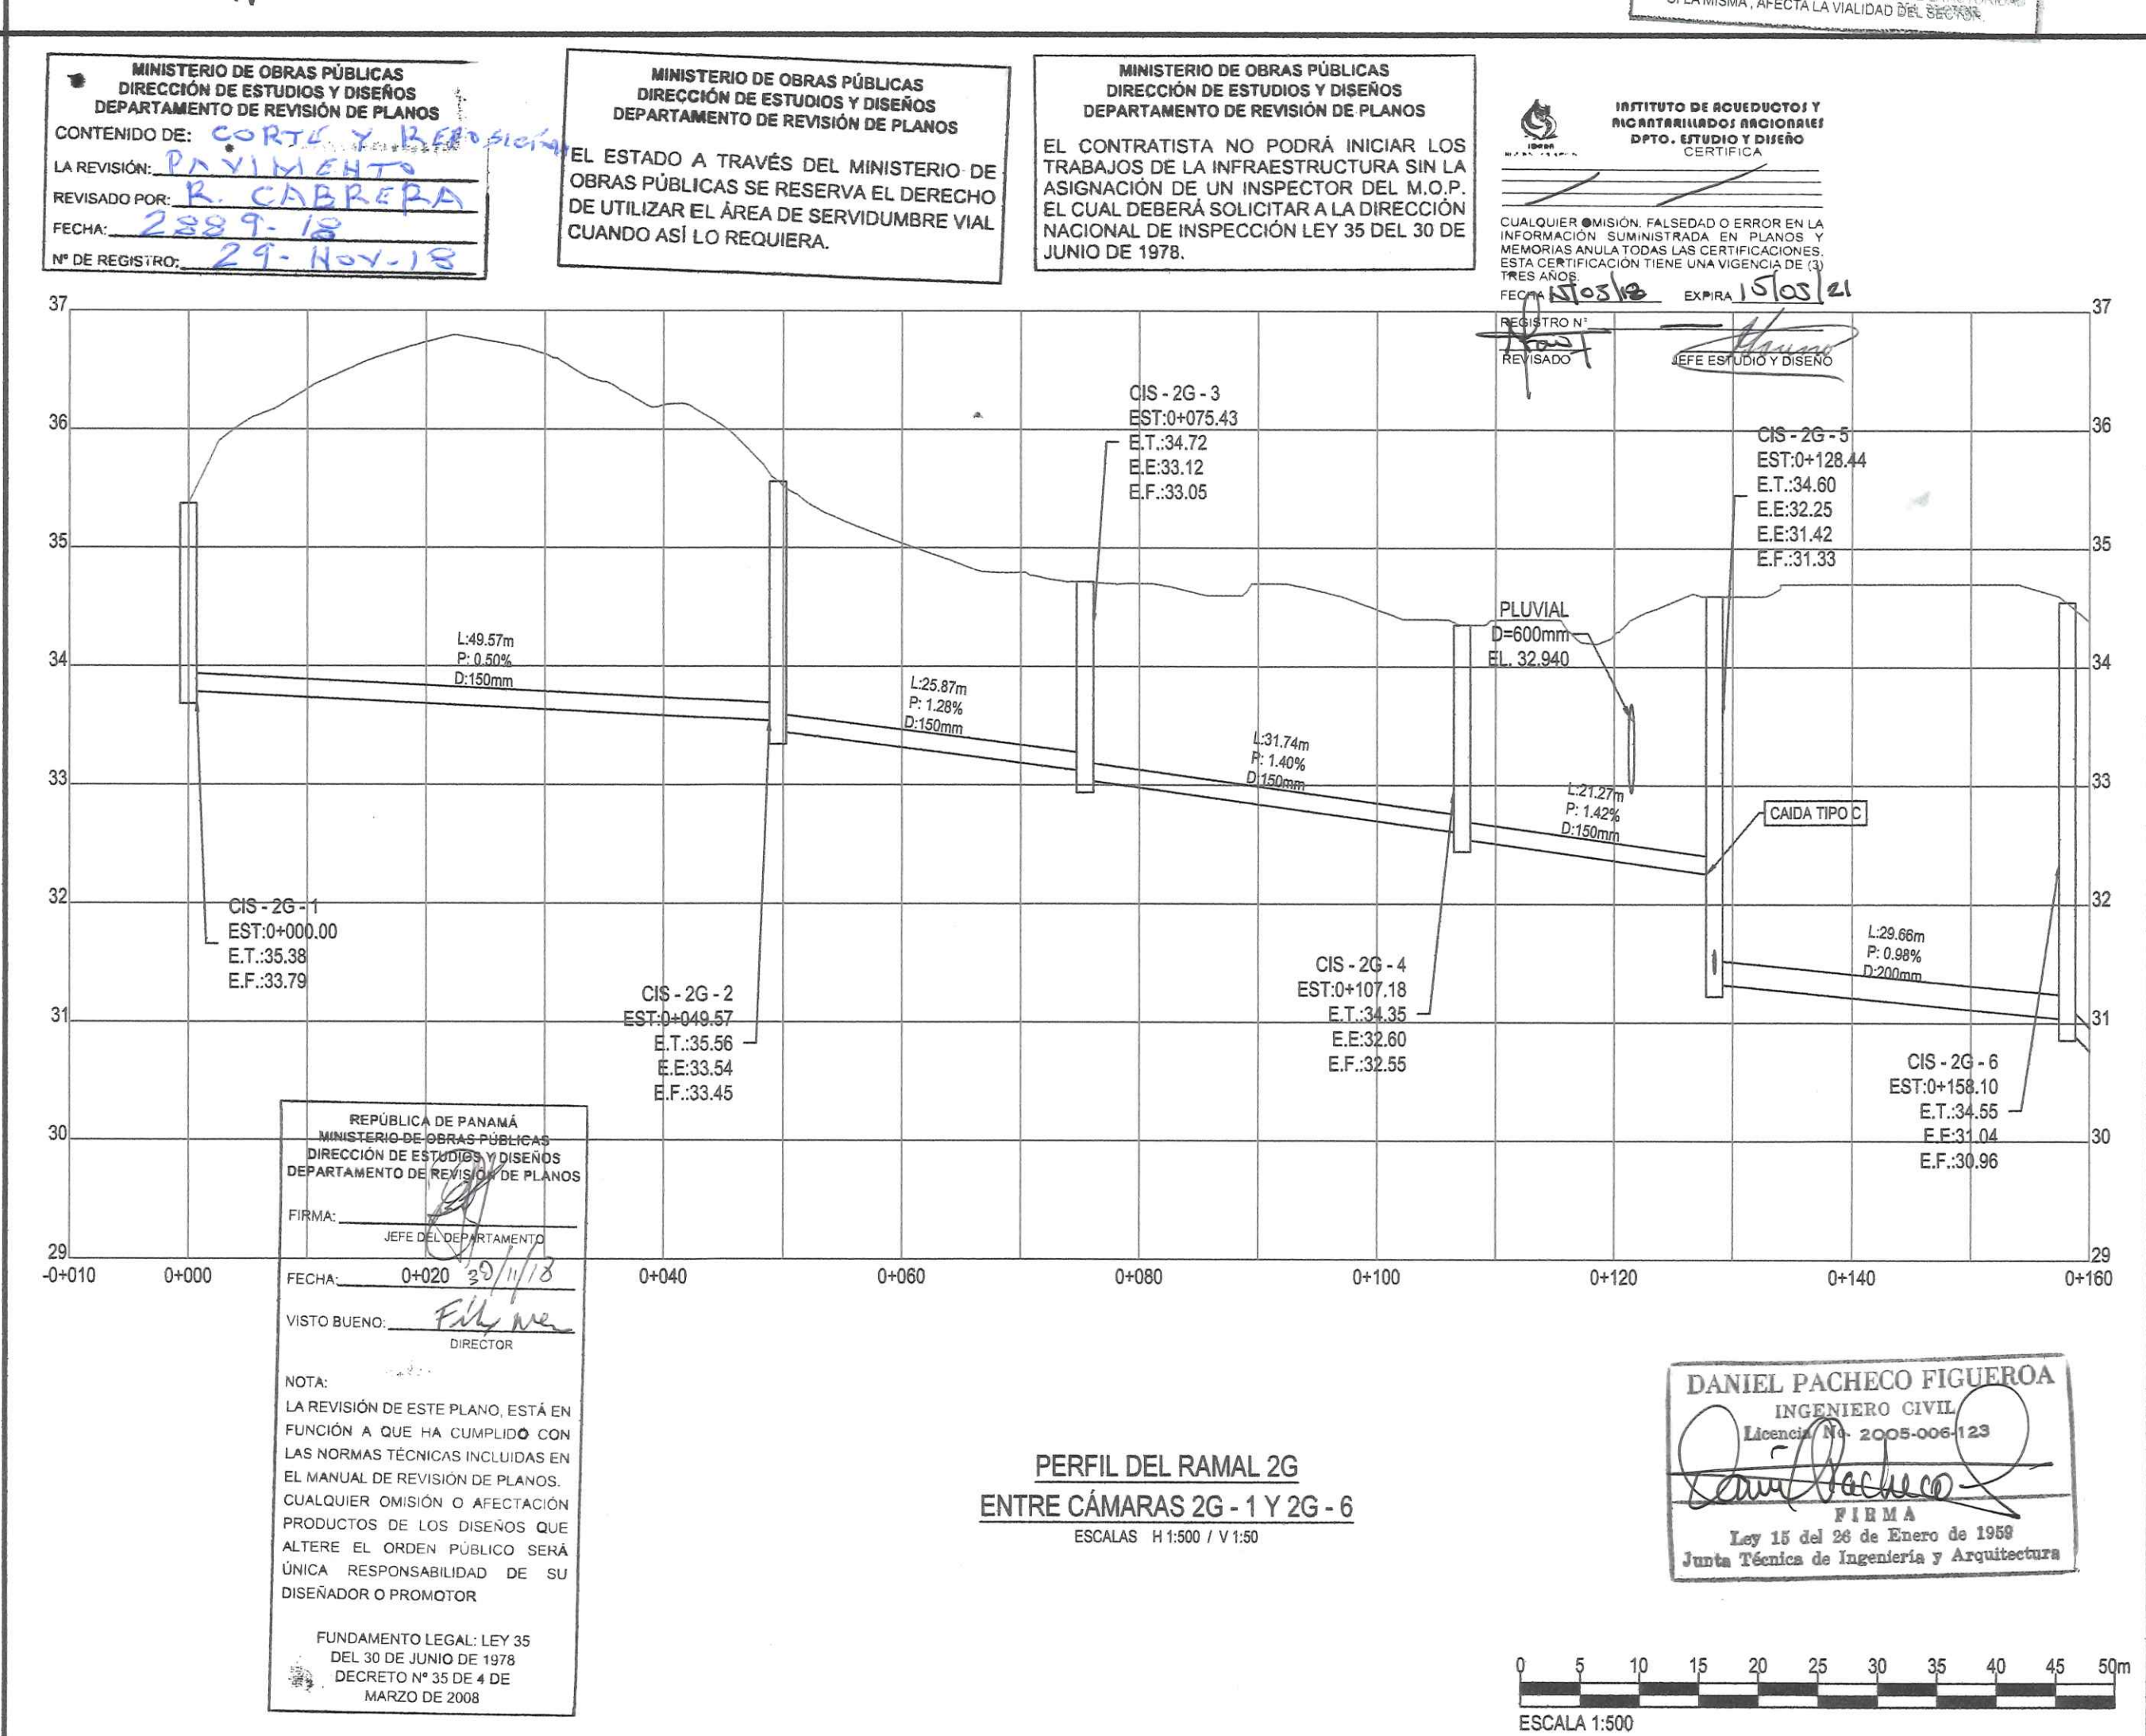 SI LA MISMA, AFECTA LA VIALIDAD DEL SECTOR.
MINISTERIO DE OBRAS PÚBLICAS
DIRECCIÓN DE ESTUDIOS Y DISEÑOS
DEPARTAMENTO DE REVISIÓN DE PLANOS
CONTENIDO DE: CORTE Y REPOSICIÓN
LA REVISIÓN: PAVIMENTO
REVISADO POR: R. CABRERA
FECHA: 2889-18
Nº DE REGISTRO: 29-NOV-18
MINISTERIO DE OBRAS PÚBLICAS
DIRECCIÓN DE ESTUDIOS Y DISEÑOS
DEPARTAMENTO DE REVISIÓN DE PLANOS
EL ESTADO A TRAVÉS DEL MINISTERIO DE
OBRAS PÚBLICAS SE RESERVA EL DERECHO
DE UTILIZAR EL ÁREA DE SERVIDUMBRE VIAL
CUANDO ASÍ LO REQUIERA.
MINISTERIO DE OBRAS PÚBLICAS
DIRECCIÓN DE ESTUDIOS Y DISEÑOS
DEPARTAMENTO DE REVISIÓN DE PLANOS
EL CONTRATISTA NO PODRÁ INICIAR LOS
TRABAJOS DE LA INFRAESTRUCTURA SIN LA
ASIGNACIÓN DE UN INSPECTOR DEL M.O.P.
EL CUAL DEBERÁ SOLICITAR A LA DIRECCIÓN
NACIONAL DE INSPECCIÓN LEY 35 DEL 30 DE
JUNIO DE 1978.
INSTITUTO DE ACUEDUCTOS Y
ALCANTARILLADOS NACIONALES
DPTO. ESTUDIO Y DISEÑO
CERTIFICA
IDAAN
CUALQUIER OMISIÓN, FALSEDAD O ERROR EN LA
INFORMACIÓN SUMINISTRADA EN PLANOS Y
MEMORIAS ANULA TODAS LAS CERTIFICACIONES.
ESTA CERTIFICACIÓN TIENE UNA VIGENCIA DE (3)
TRES AÑOS.
FECHA 15/03/18 EXPIRA 15/03/21
REGISTRO Nº
REVISADO
JEFE ESTUDIO Y DISEÑO
37
37
36
36
35
35
34
34
33
33
32
32
31
31
30
30
29
29
-0+010
0+000
0+020
0+040
0+060
0+080
0+100
0+120
0+140
0+160
CIS - 2G - 1
EST:0+000.00
E.T.:35.38
E.F.:33.79
L:49.57m
P: 0.50%
D:150mm
CIS - 2G - 2
EST:0+049.57
E.T.:35.56
E.E:33.54
E.F.:33.45
L:25.87m
P: 1.28%
D:150mm
CIS - 2G - 3
EST:0+075.43
E.T.:34.72
E.E:33.12
E.F.:33.05
L:31.74m
P: 1.40%
D:150mm
CIS - 2G - 4
EST:0+107.18
E.T.:34.35
E.E:32.60
E.F.:32.55
PLUVIAL
D=600mm
EL. 32.940
L:21.27m
P: 1.42%
D:150mm
CIS - 2G - 5
EST:0+128.44
E.T.:34.60
E.E:32.25
E.E:31.42
E.F.:31.33
CAIDA TIPO C
L:29.66m
P: 0.98%
D:200mm
CIS - 2G - 6
EST:0+158.10
E.T.:34.55
E.E:31.04
E.F.:30.96
REPÚBLICA DE PANAMÁ
MINISTERIO DE OBRAS PÚBLICAS
DIRECCIÓN DE ESTUDIOS Y DISEÑOS
DEPARTAMENTO DE REVISIÓN DE PLANOS
FIRMA:
JEFE DEL DEPARTAMENTO
FECHA: 30/11/18
VISTO BUENO:
DIRECTOR
NOTA:
LA REVISIÓN DE ESTE PLANO, ESTÁ EN
FUNCIÓN A QUE HA CUMPLIDO CON
LAS NORMAS TÉCNICAS INCLUIDAS EN
EL MANUAL DE REVISIÓN DE PLANOS.
CUALQUIER OMISIÓN O AFECTACIÓN
PRODUCTOS DE LOS DISEÑOS QUE
ALTERE EL ORDEN PÚBLICO SERÁ
ÚNICA RESPONSABILIDAD DE SU
DISEÑADOR O PROMOTOR
FUNDAMENTO LEGAL: LEY 35
DEL 30 DE JUNIO DE 1978
DECRETO Nº 35 DE 4 DE
MARZO DE 2008
PERFIL DEL RAMAL 2G
ENTRE CÁMARAS 2G - 1 Y 2G - 6
ESCALAS H 1:500 / V 1:50
DANIEL PACHECO FIGUEROA
INGENIERO CIVIL
Licencia No. 2005-006-123
Daniel Pacheco
FIRMA
Ley 15 del 26 de Enero de 1959
Junta Técnica de Ingeniería y Arquitectura
0 5 10 15 20 25 30 35 40 45 50m
ESCALA 1:500